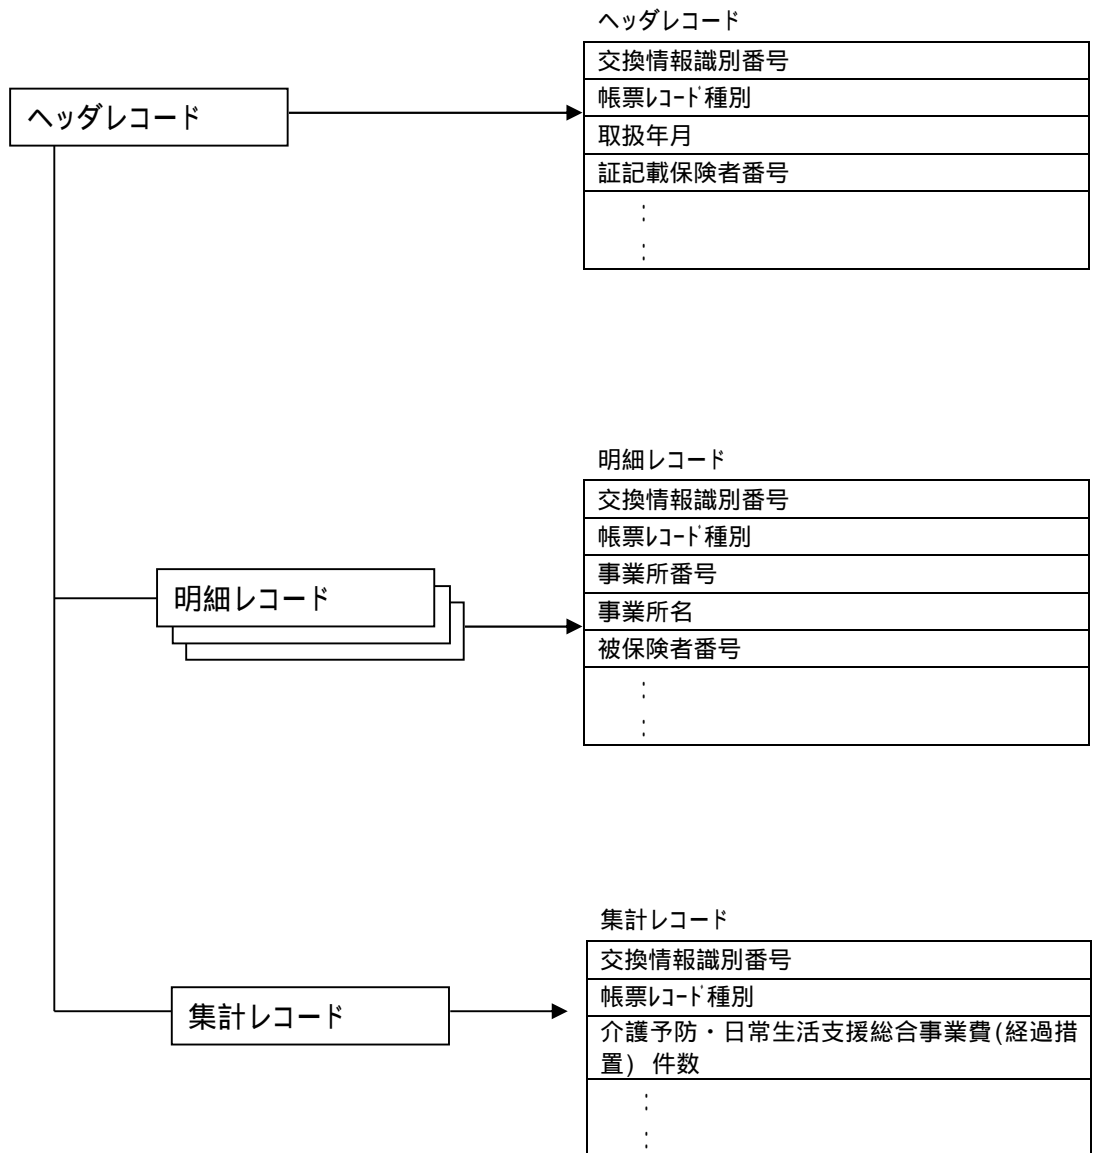 ヘッダレコード
交換情報識別番号
ヘッダレコード
帳票ﾚｺｰﾄﾞ種別
取扱年月
証記載保険者番号
:
:
明細レコード
交換情報識別番号
帳票ﾚｺｰﾄﾞ種別
事業所番号
明細レコード
事業所名
被保険者番号
:
:
集計レコード
交換情報識別番号
集計レコード
帳票ﾚｺｰﾄﾞ種別
介護予防・日常生活支援総合事業費(経過措
置) 件数
:
: